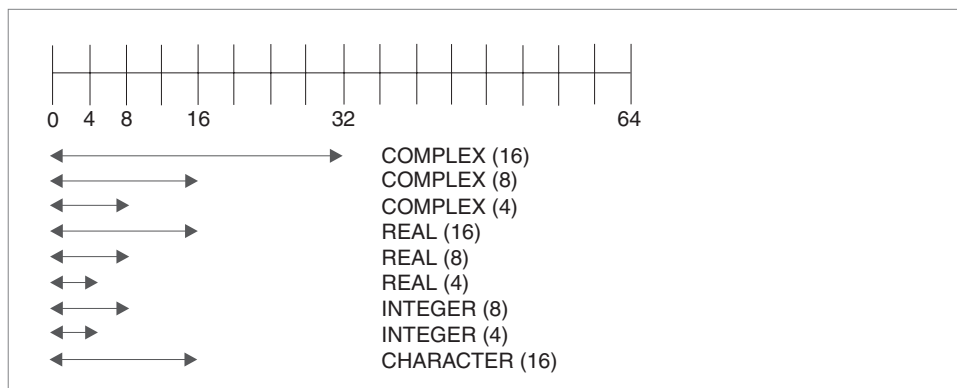 0 4 8 16 32 64
COMPLEX (16)
COMPLEX (8)
COMPLEX (4)
REAL (16)
REAL (8)
REAL (4)
INTEGER (8)
INTEGER (4)
CHARACTER (16)